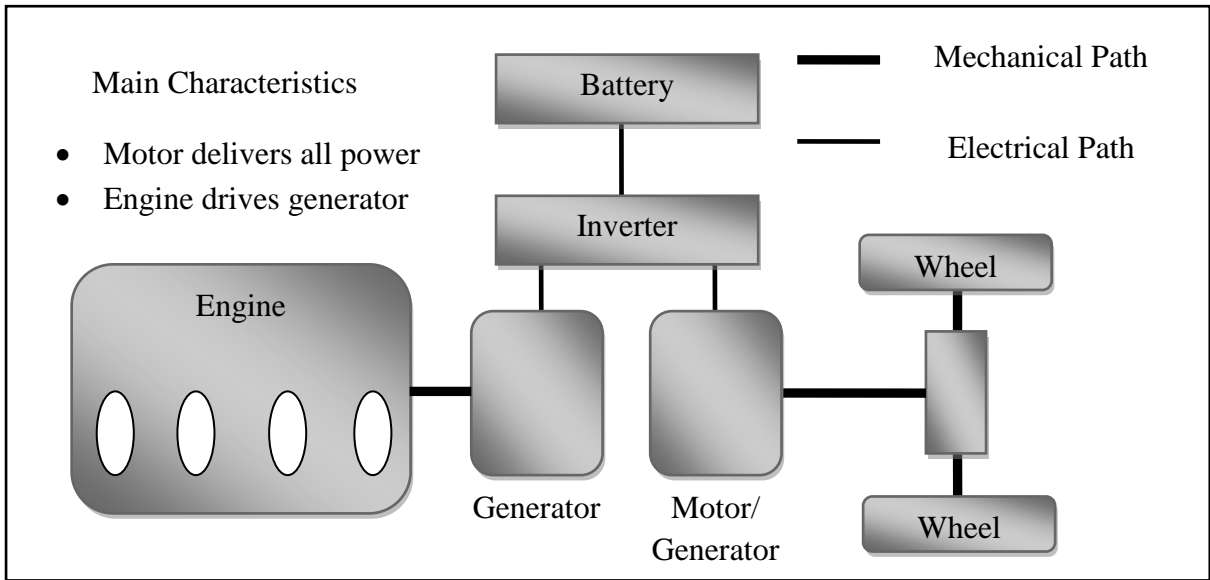 Main Characteristics
• Motor delivers all power
• Engine drives generator
Battery
Mechanical Path
Electrical Path
Inverter
Engine
Wheel
Generator
Motor/
Generator
Wheel